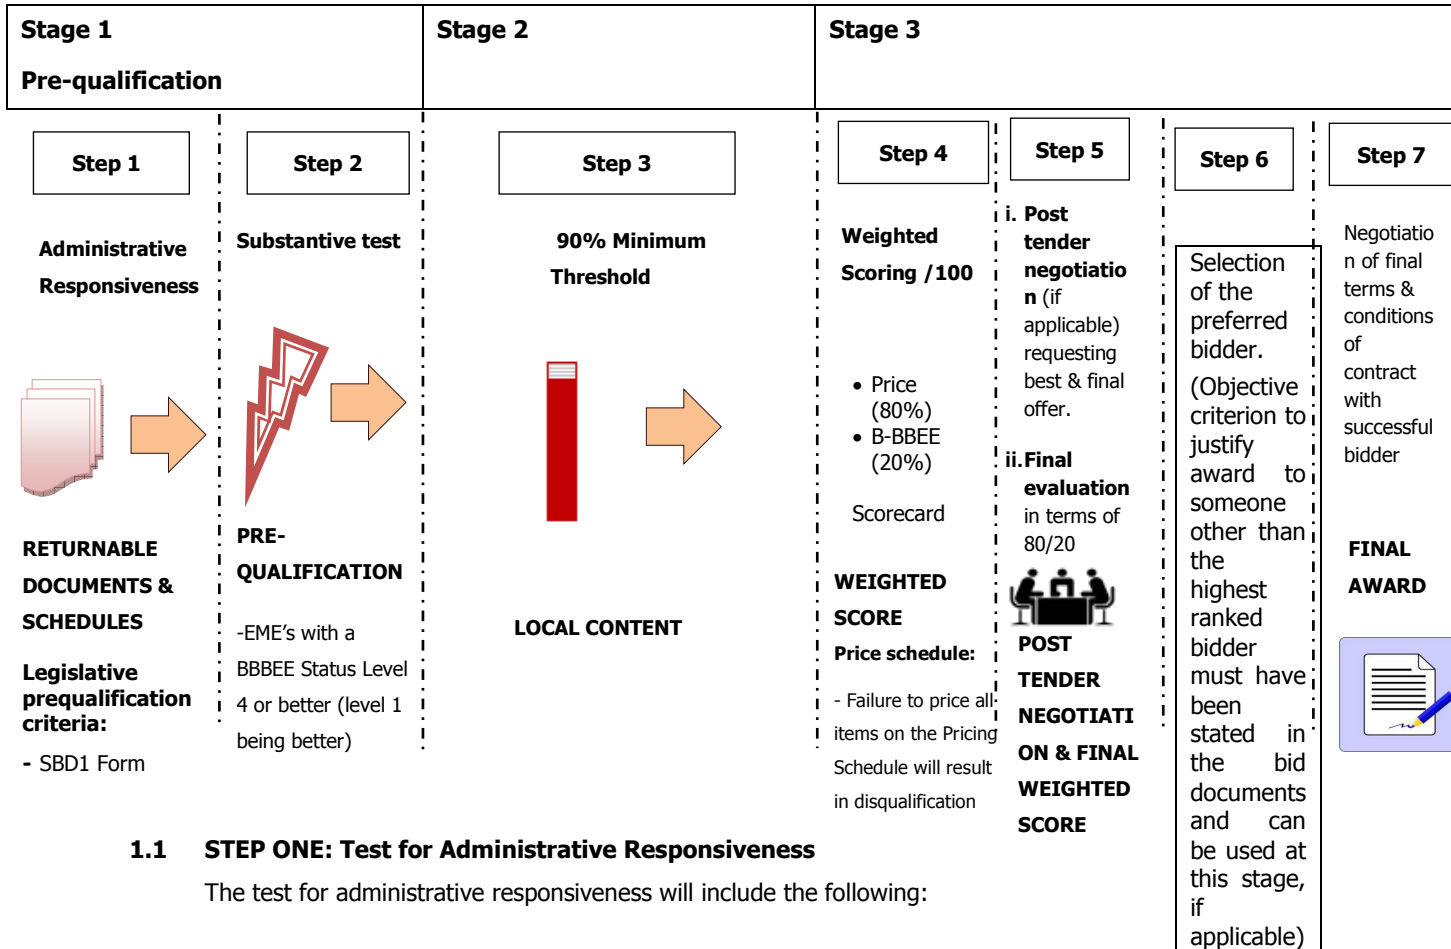 Stage 1
Pre-qualification
Stage 2
Stage 3
Step 1
Administrative
Responsiveness
RETURNABLE
DOCUMENTS &
SCHEDULES
Legislative
prequalification
criteria:
- SBD1 Form
Step 2
Substantive test
PRE-
QUALIFICATION
-EME's with a
BBBEE Status Level
4 or better (level 1
being better)
Step 3
90% Minimum
Threshold
LOCAL CONTENT
Step 4
Weighted
Scoring /100
• Price
(80%)
• B-BBEE
(20%)
Scorecard
WEIGHTED
SCORE
Price schedule:
- Failure to price all
items on the Pricing
Schedule will result
in disqualification
Step 5
i. Post
tender
negotiatio
n (if
applicable)
requesting
best & final
offer.
ii. Final
evaluation
in terms of
80/20
POST
TENDER
NEGOTIATI
ON & FINAL
WEIGHTED
SCORE
Step 6
Selection
of the
preferred
bidder.
(Objective
criterion to
justify
award to
someone
other than
the
highest
ranked
bidder
must have
been
stated in
the bid
documents
and can
be used at
this stage,
if
applicable)
Step 7
Negotiatio
n of final
terms &
conditions
of
contract
with
successful
bidder
FINAL
AWARD
1.1 STEP ONE: Test for Administrative Responsiveness
The test for administrative responsiveness will include the following: